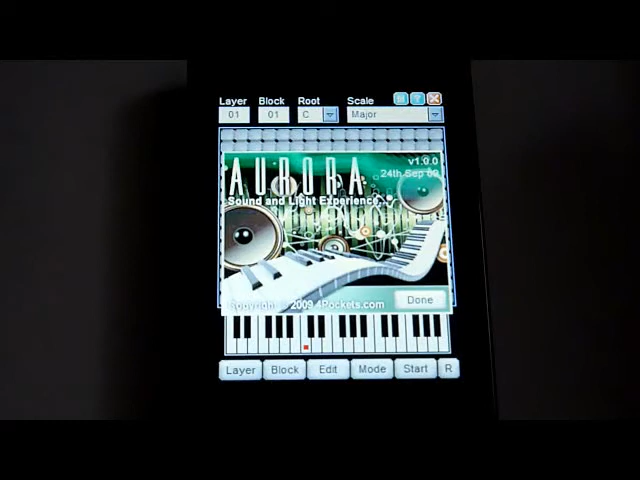 Layer Block Root Scale
01 01 C Major
AURORA
v1.0.0
24th Sep 09
Sound and Light Experience...
Copyright © 2009 4Pockets.com
Done
Layer Block Edit Mode Start R